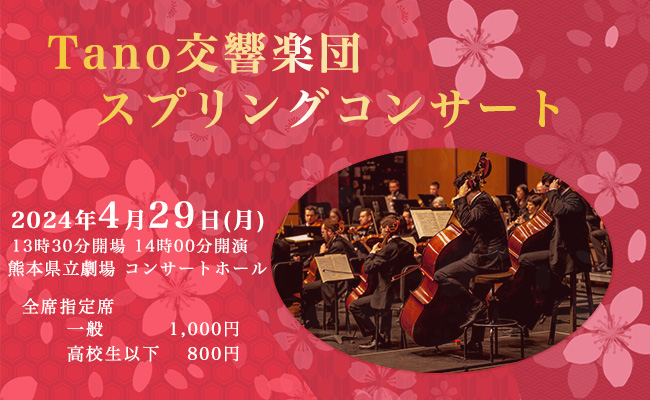 Tano交響楽団
スプリングコンサート
2024年4月29日(月)
13時30分開場 14時00分開演
熊本県立劇場 コンサートホール
全席指定席
一般 1,000円
高校生以下 800円